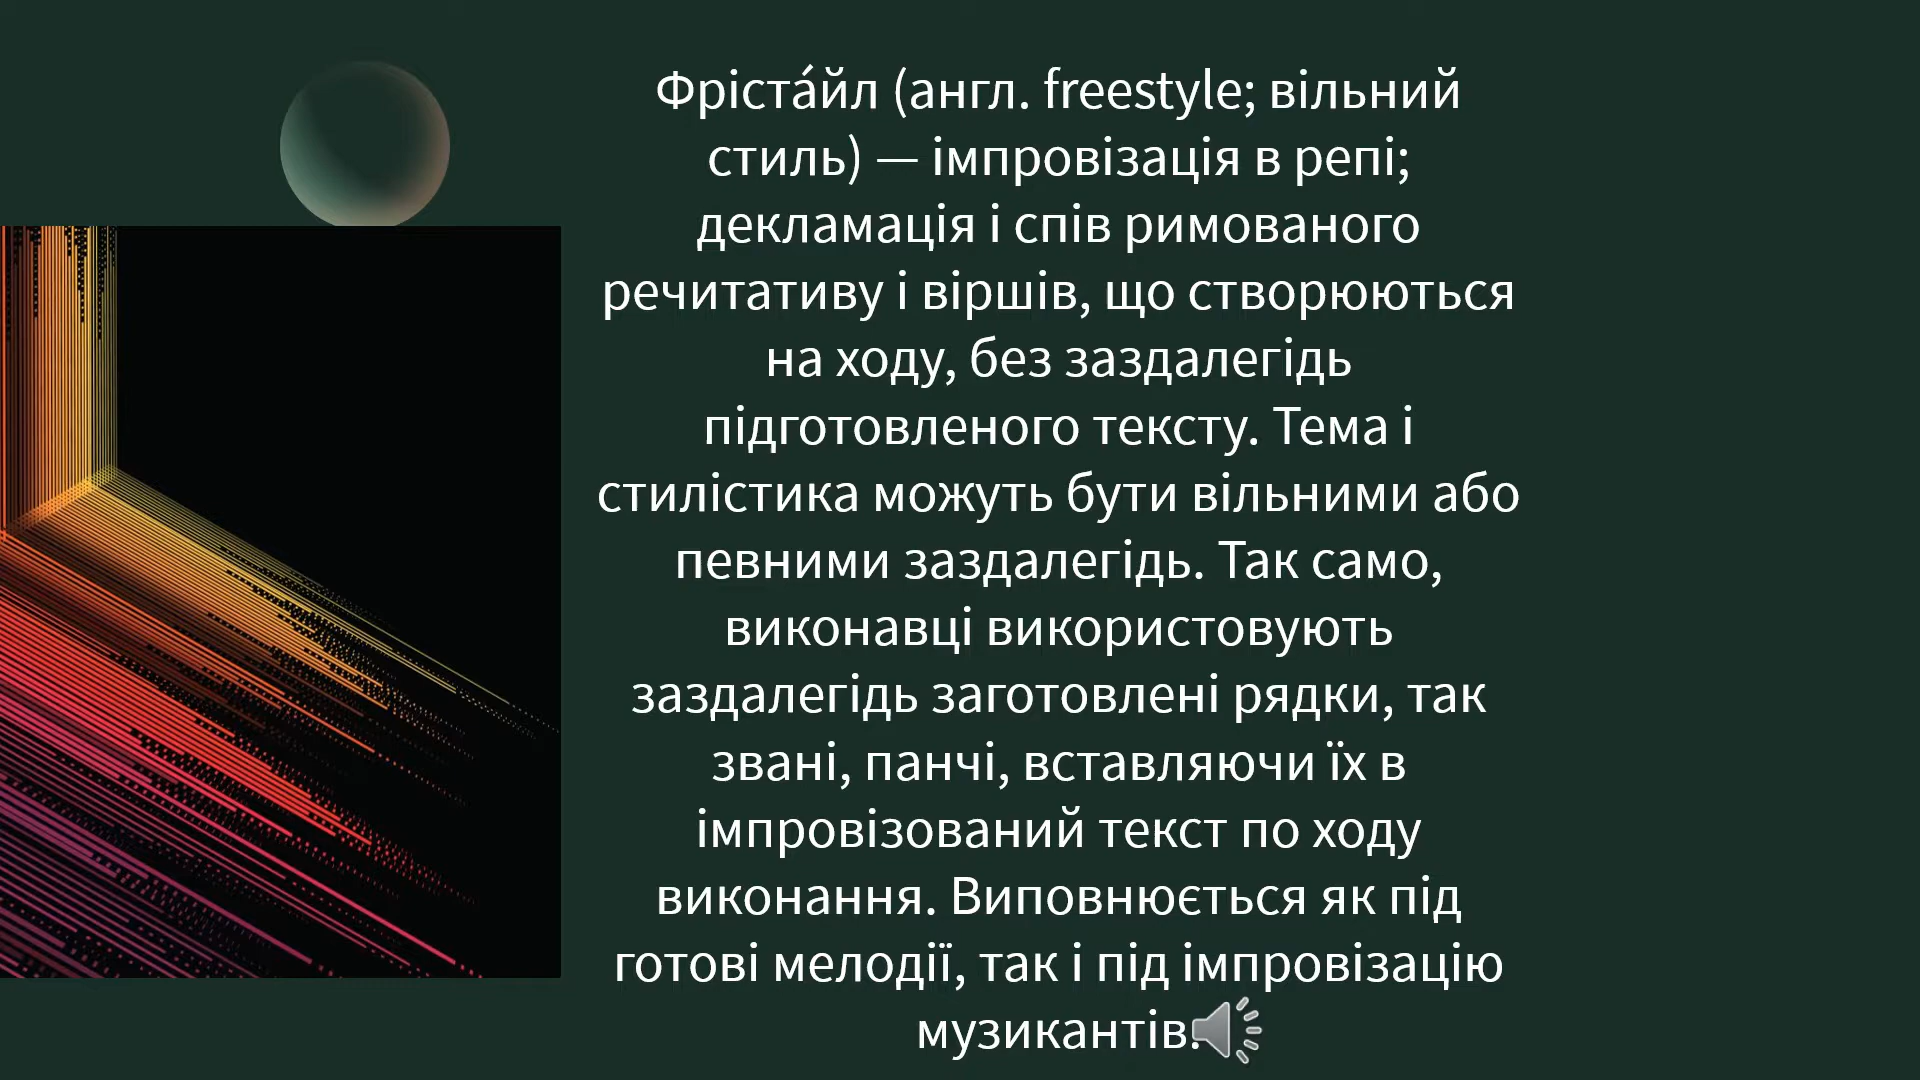 Фріста́йл (англ. freestyle; вільний
стиль) — імпровізація в репі;
декламація і спів римованого
речитативу і віршів, що створюються
на ходу, без заздалегідь
підготовленого тексту. Тема і
стилістика можуть бути вільними або
певними заздалегідь. Так само,
виконавці використовують
заздалегідь заготовлені рядки, так
звані, панчі, вставляючи їх в
імпровізований текст по ходу
виконання. Виповнюється як під
готові мелодії, так і під імпровізацію
музикантів.